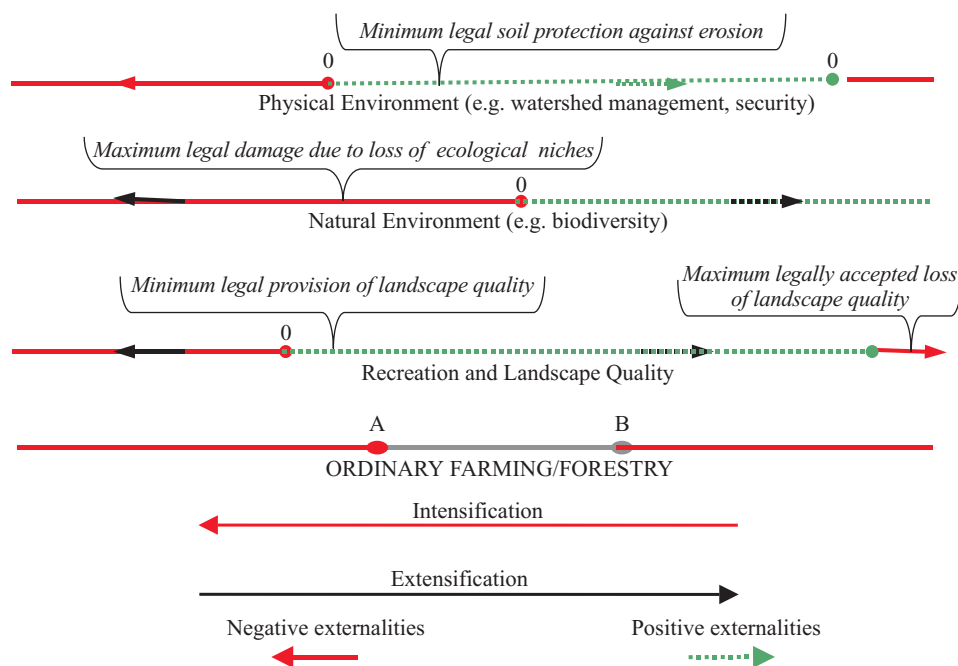 Minimum legal soil protection against erosion
0
0
Physical Environment (e.g. watershed management, security)
Maximum legal damage due to loss of ecological niches
0
Natural Environment (e.g. biodiversity)
Minimum legal provision of landscape quality
Maximum legally accepted loss
of landscape quality
0
Recreation and Landscape Quality
A
B
ORDINARY FARMING/FORESTRY
Intensification
Extensification
Negative externalities
Positive externalities